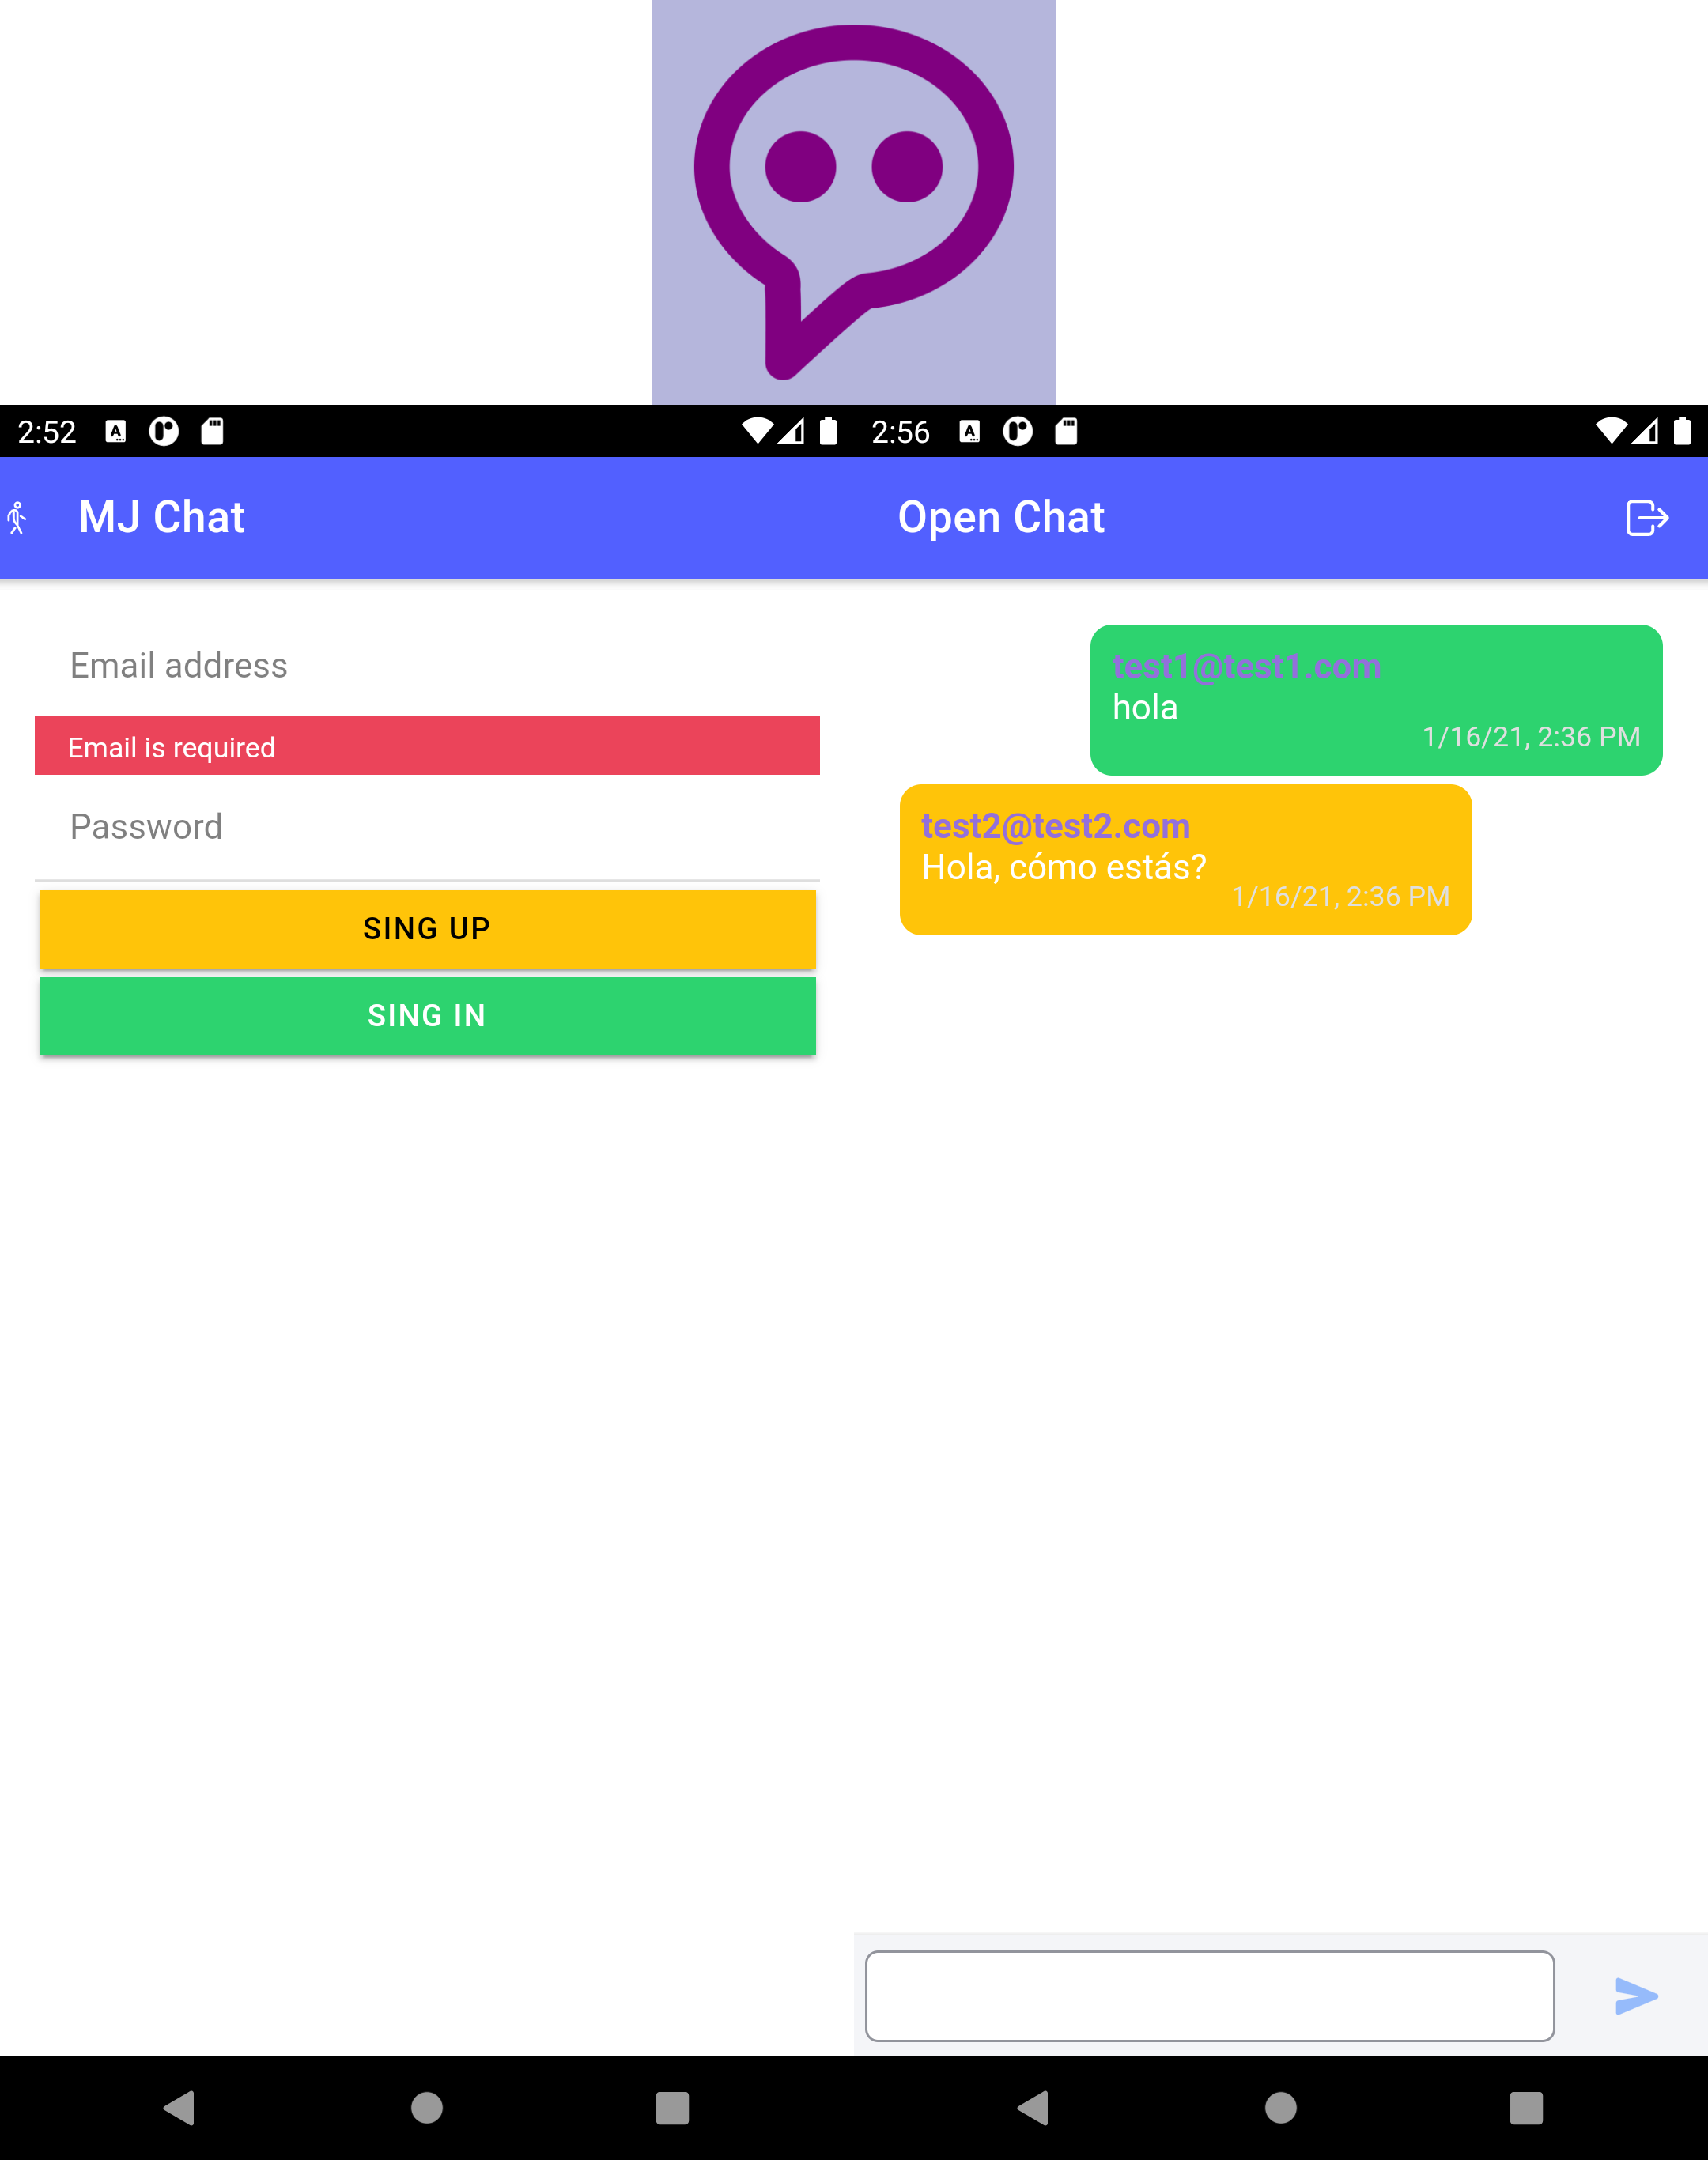 2:52
MJ Chat
Email address
Email is required
Password
SING UP
SING IN
2:56
Open Chat
test1@test1.com
hola
1/16/21, 2:36 PM
test2@test2.com
Hola, cómo estás?
1/16/21, 2:36 PM